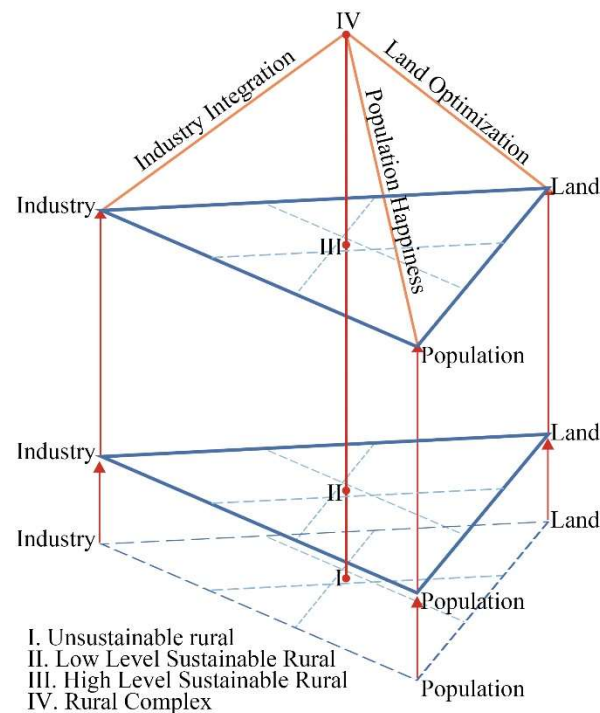 IV
Industry Integration
Land Optimization
Population Happiness
Industry
Land
III
Population
Industry
Land
II
Industry
Land
I
Population
I. Unsustainable rural
II. Low Level Sustainable Rural
III. High Level Sustainable Rural
Population
IV. Rural Complex